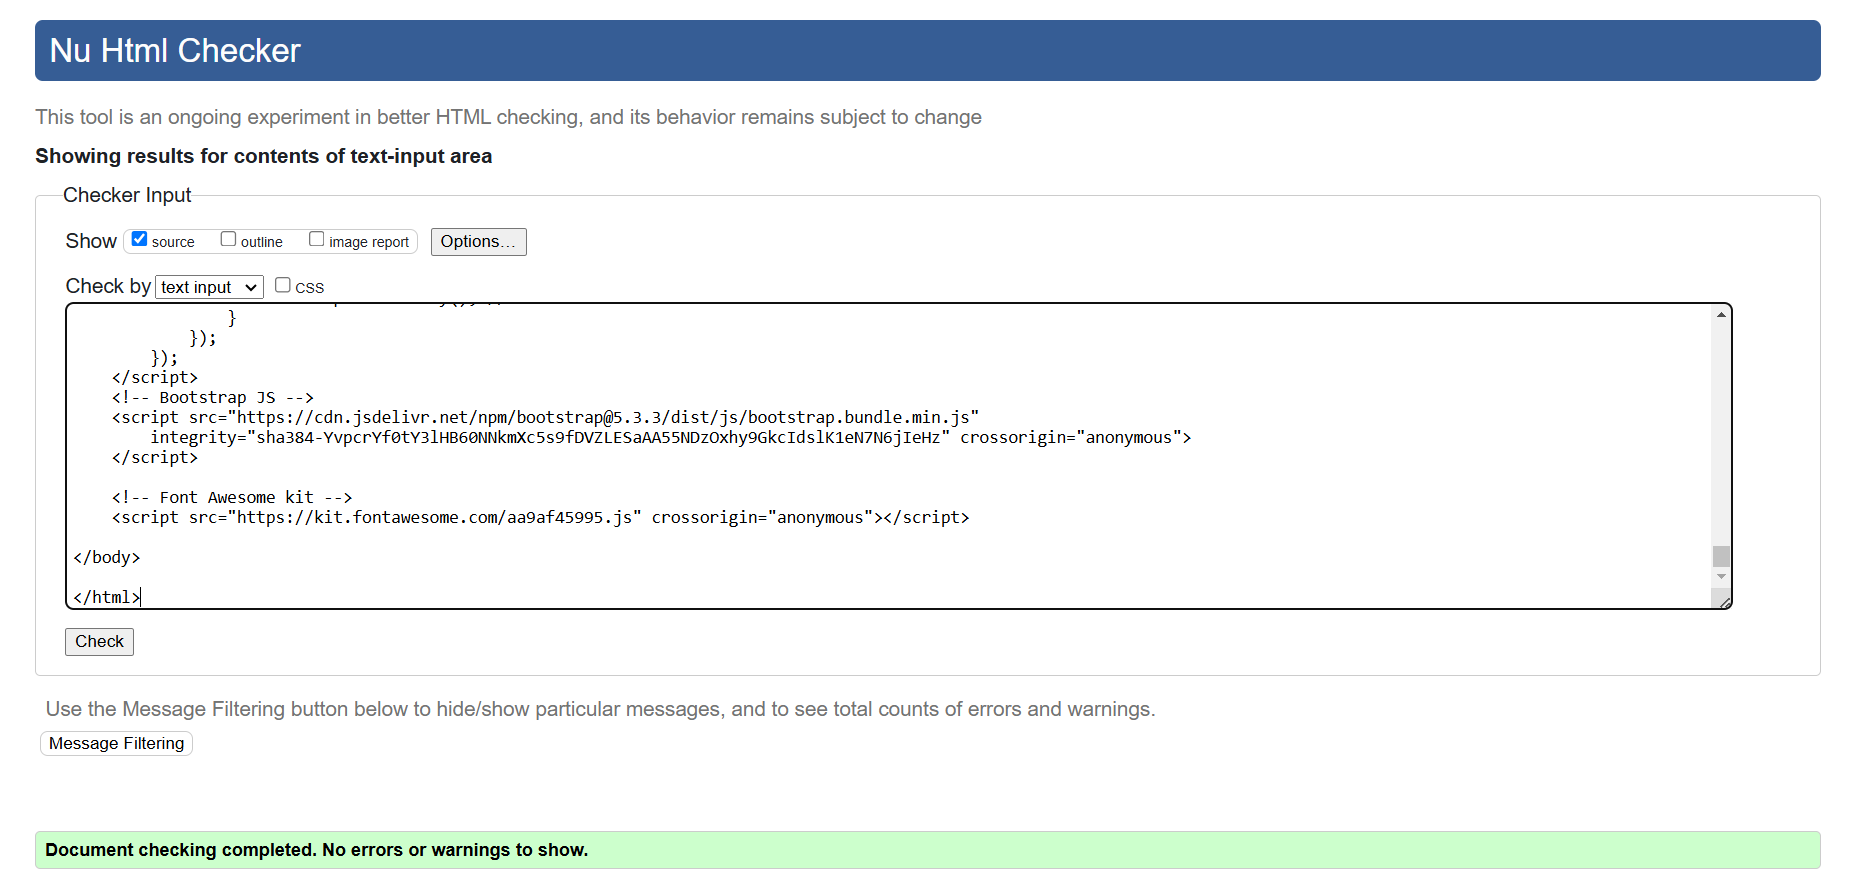 Nu Html Checker
This tool is an ongoing experiment in better HTML checking, and its behavior remains subject to change
Showing results for contents of text-input area
Checker Input
Show source outline image report Options...
Check by text input CSS
}
});
});
</script>
<!-- Bootstrap JS -->
<script src="https://cdn.jsdelivr.net/npm/bootstrap@5.3.3/dist/js/bootstrap.bundle.min.js"
integrity="sha384-YvpcrYf0tY3lHB60NNkmXc5s9fDVZLESaAA55NDzOxhy9GkcIdslK1eN7N6jIeHz" crossorigin="anonymous">
</script>
<!-- Font Awesome kit -->
<script src="https://kit.fontawesome.com/aa9af45995.js" crossorigin="anonymous"></script>
</body>
</html>
Check
Use the Message Filtering button below to hide/show particular messages, and to see total counts of errors and warnings.
Message Filtering
Document checking completed. No errors or warnings to show.